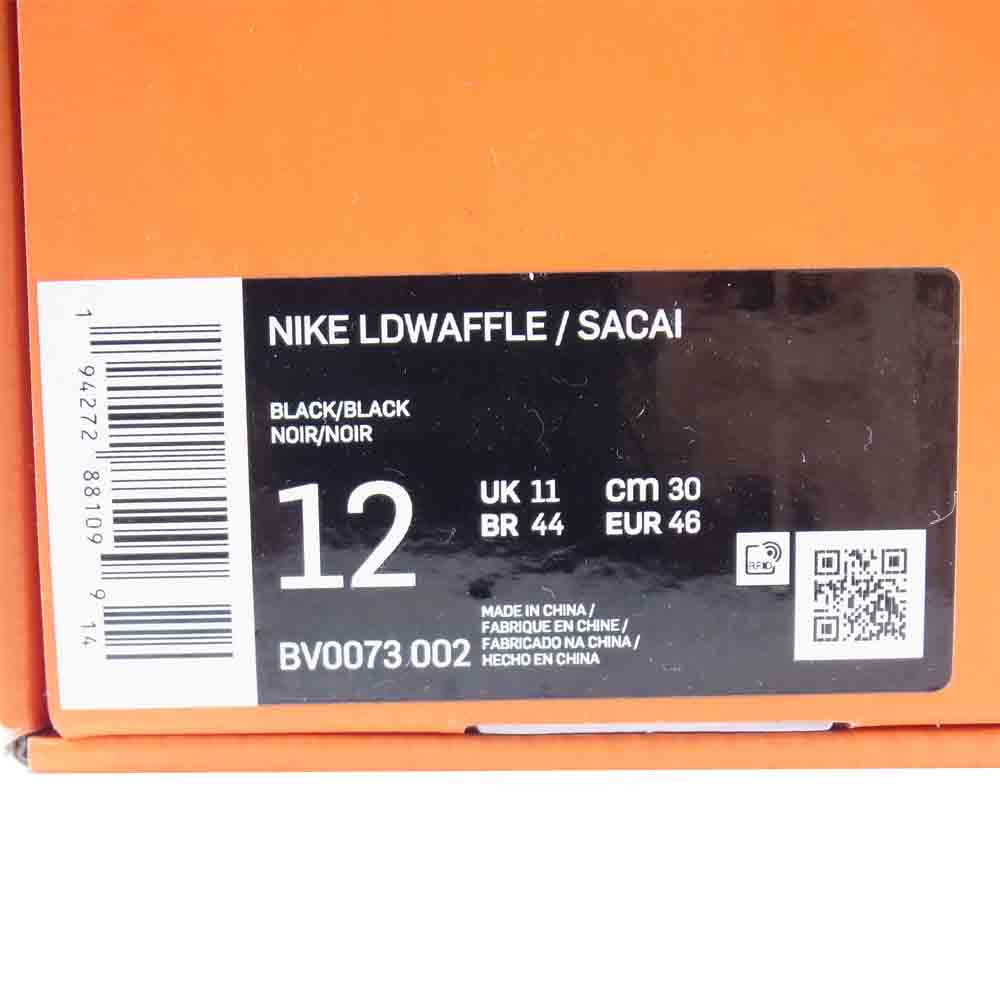 1 94272 88109 9 14
NIKE LDWAFFLE / SACAI
BLACK/BLACK
NOIR/NOIR
12
UK 11 cm 30
BR 44 EUR 46
RFID
BV0073 002
MADE IN CHINA /
FABRIQUE EN CHINE /
FABRICADO NA CHINA /
HECHO EN CHINA